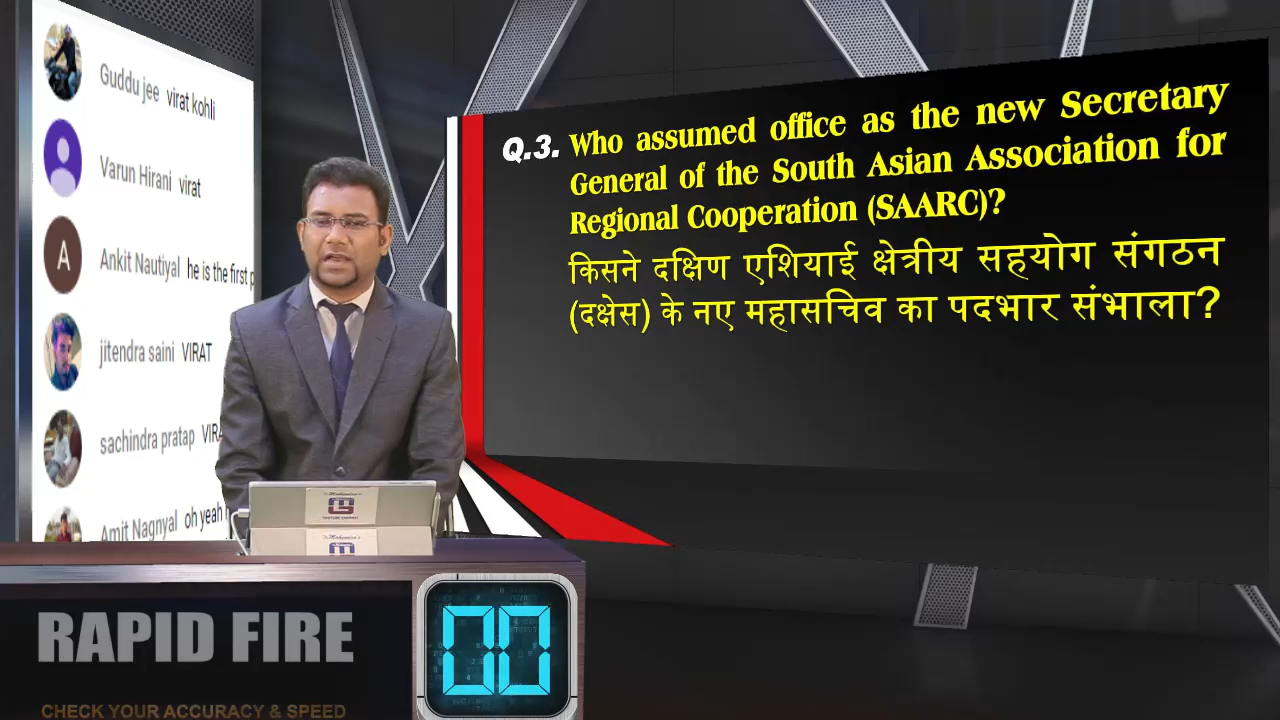 Guddu jee virat kohli
Varun Hirani virat
A
Ankit Nautiyal he is the first
jitendra saini VIRAT
sachindra pratap
Amit Nagnyal oh yeah
Q.3. Who assumed office as the new Secretary
General of the South Asian Association for
Regional Cooperation (SAARC)?
किसने दक्षिण एशियाई क्षेत्रीय सहयोग संगठन
(दक्षेस) के नए महासचिव का पदभार संभाला?
RAPID FIRE
CHECK YOUR ACCURACY & SPEED
00